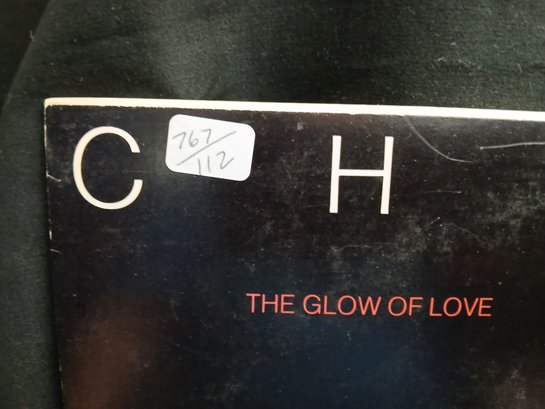 C H
767/112
THE GLOW OF LOVE